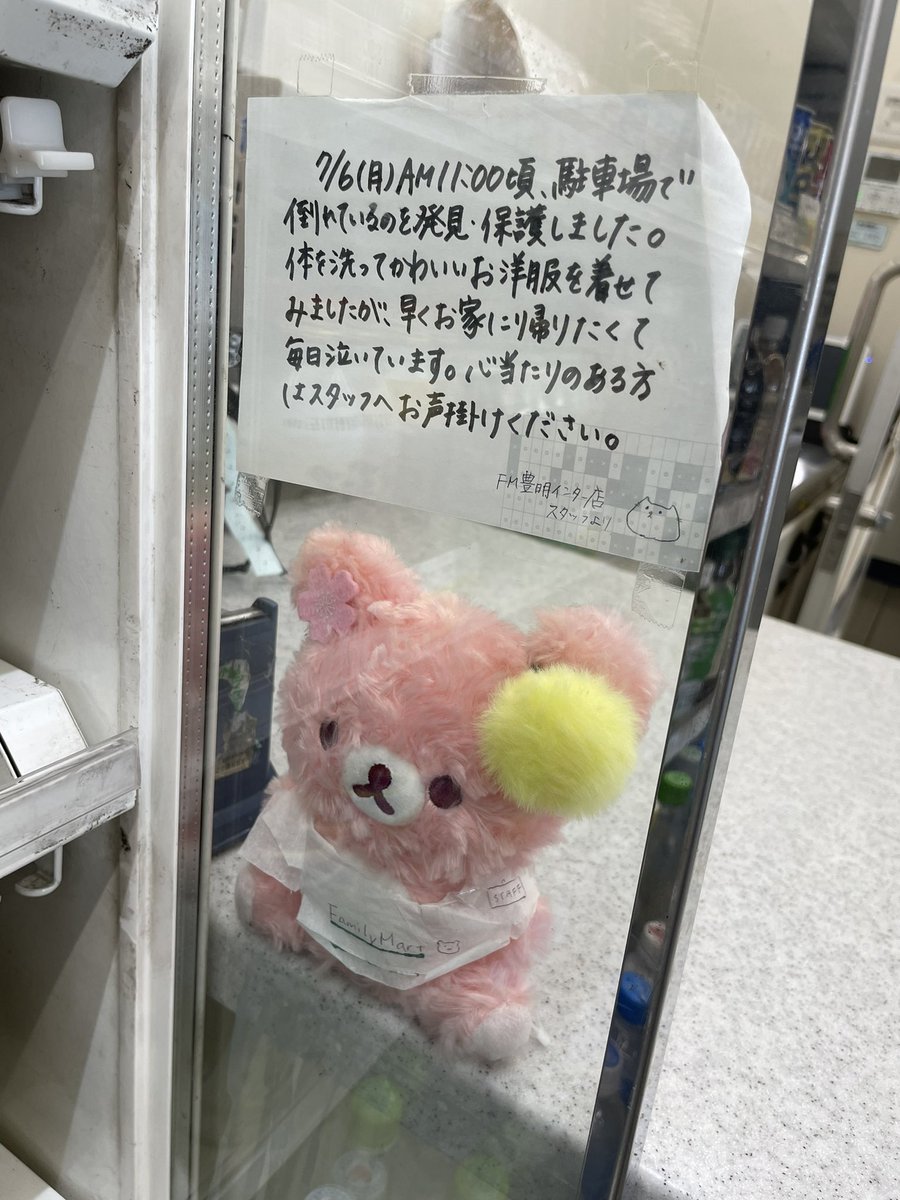 7/6(月)AM11:00頃、駐車場で
倒れているのを発見・保護しました。
体を洗ってかわいいお洋服を着せて
みましたが、早くお家に帰りたくて
毎日泣いています。心当たりのある方
はスタッフへお声掛けください。
FM豊明インター店
スタッフより
STAFF
FamilyMart